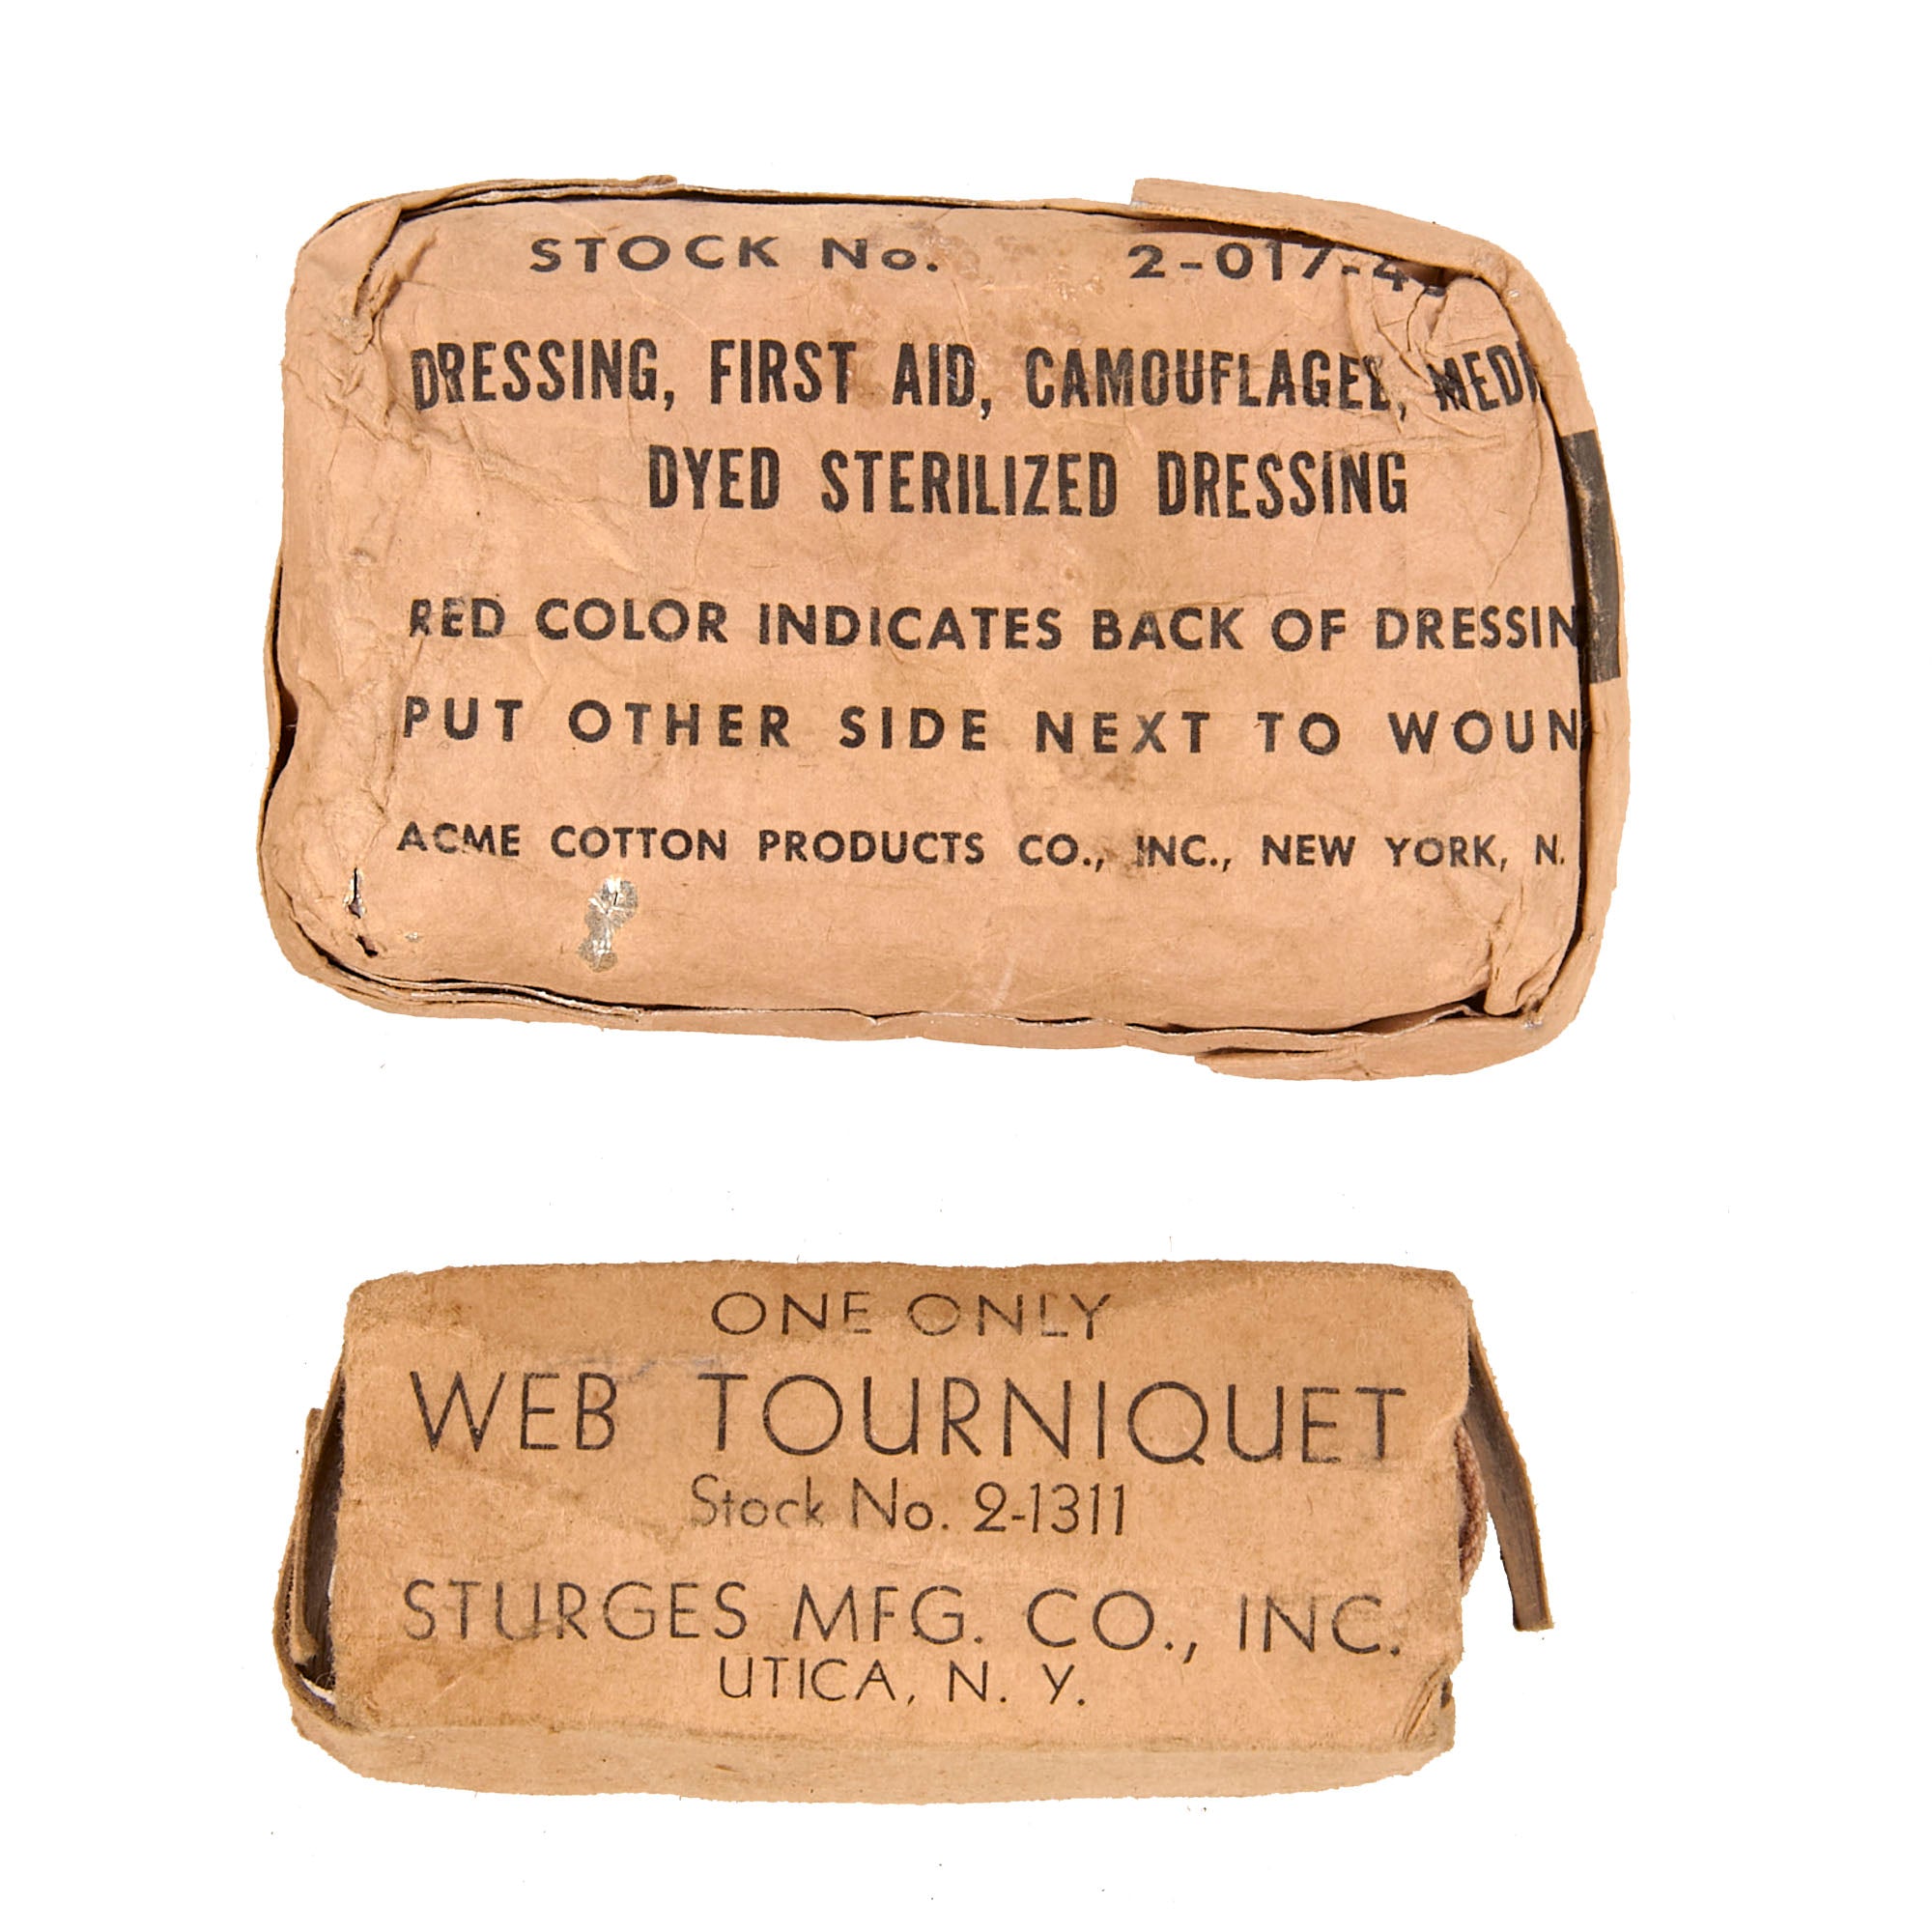 STOCK No. 2-017-4
DRESSING, FIRST AID, CAMOUFLAGED, MEDI
DYED STERILIZED DRESSING
RED COLOR INDICATES BACK OF DRESSIN
PUT OTHER SIDE NEXT TO WOUN
ACME COTTON PRODUCTS CO., INC., NEW YORK, N.
ONE ONLY
WEB TOURNIQUET
Stock No. 2-1311
STURGES MFG. CO., INC.
UTICA, N. Y.